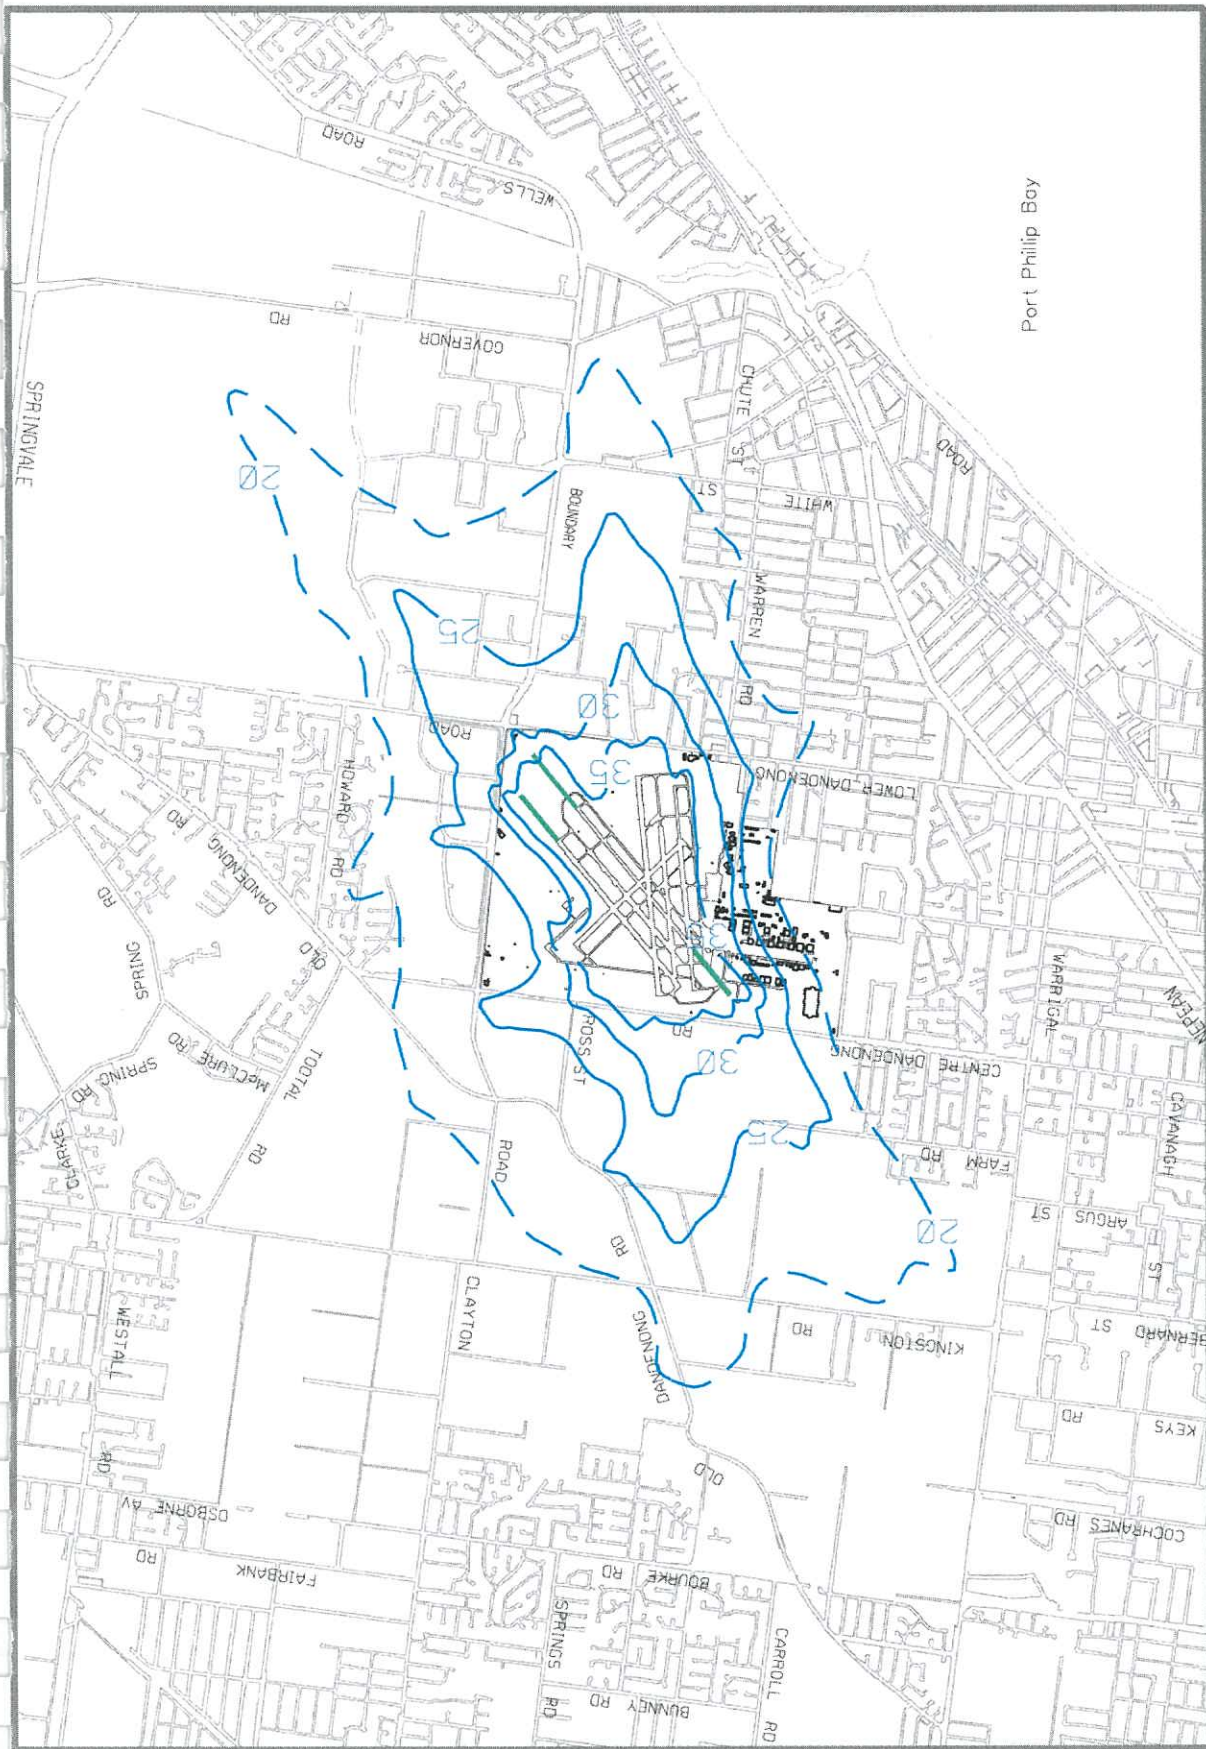 ROAD
WELLS
Port Phillip Bay
RD
GOVERNOR
SPRINGVALE
20
CHUTE ST
ROAD
WHITE ST
BOUNDARY
WARREN RD
25
30
35
ROAD
HOWARD RD
LOWER DANDENONG
OLD DANDENONG RD
SPRING RD
35
WARRIGAL
NEPEAN
ROSS ST
RD
CENTRE DANDENONG
30
McCLURE RD
SPRING RD
TOOTAL RD
CLARKE
CAVANAGH ST
25
FARM RD
ROAD
ARGUS ST
20
RD
CLAYTON
DANDENONG
OLD
KINGSTON RD
BERNARD ST
WESTALL RD
KEYS RD
OSBORNE AV
COCHRANES RD
FAIRBANK RD
BOURKE RD
SPRINGS RD
CARROLL RD
BUNNEY RD